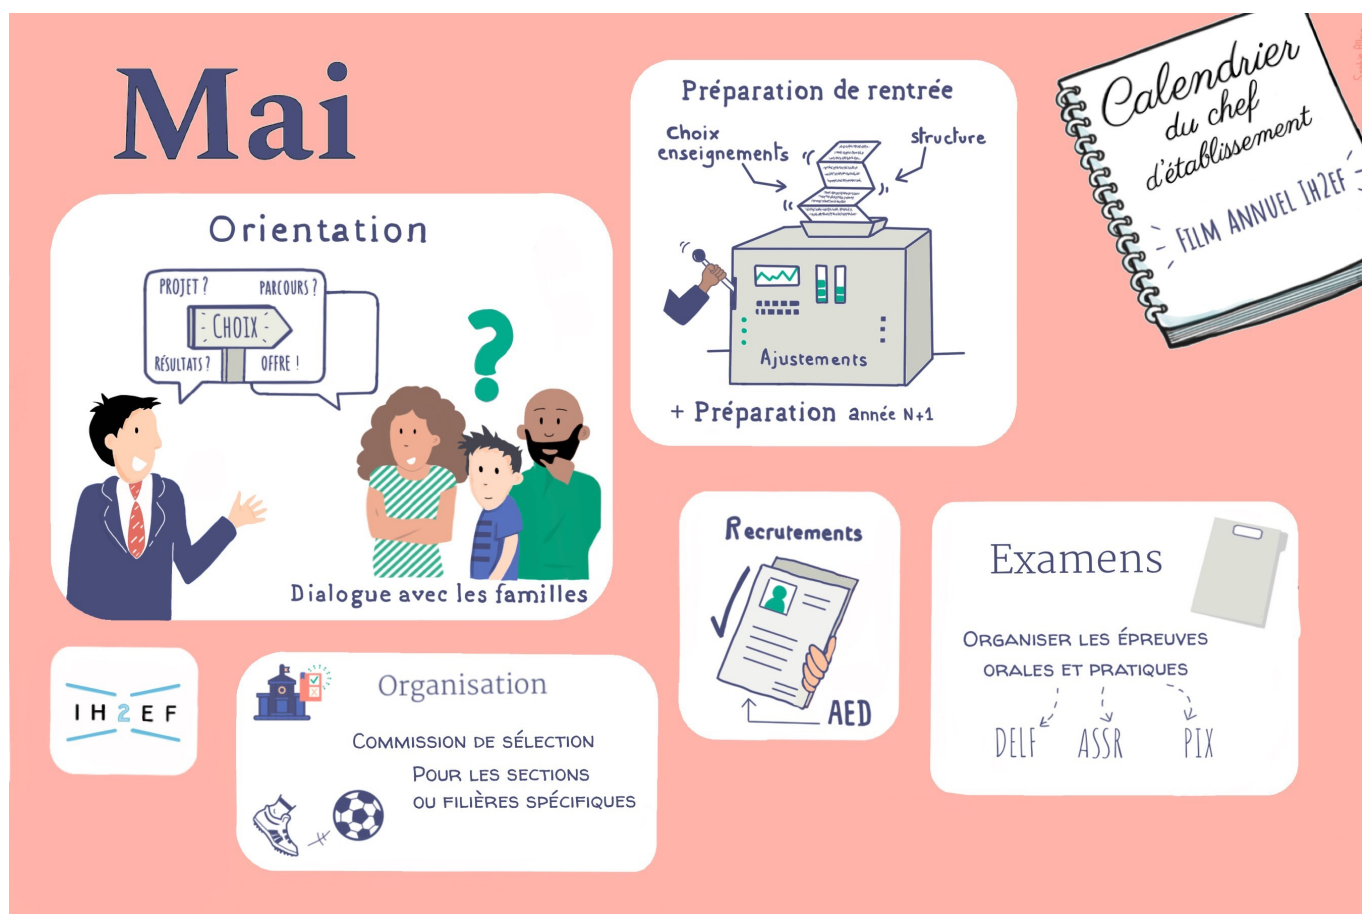 Mai
Calendrier
du chef
d'établissement
FILM ANNUEL IH2EF
Orientation
PROJET ?
PARCOURS ?
- CHOIX -
RÉSULTATS ?
OFFRE !
?
Dialogue avec les familles
Préparation de rentrée
Choix
enseignements
structure
Ajustements
+ Préparation année N+1
Recrutements
AED
Examens
ORGANISER LES ÉPREUVES
ORALES ET PRATIQUES
DELF ASSR PIX
IH2EF
Organisation
COMMISSION DE SÉLECTION
POUR LES SECTIONS
OU FILIÈRES SPÉCIFIQUES